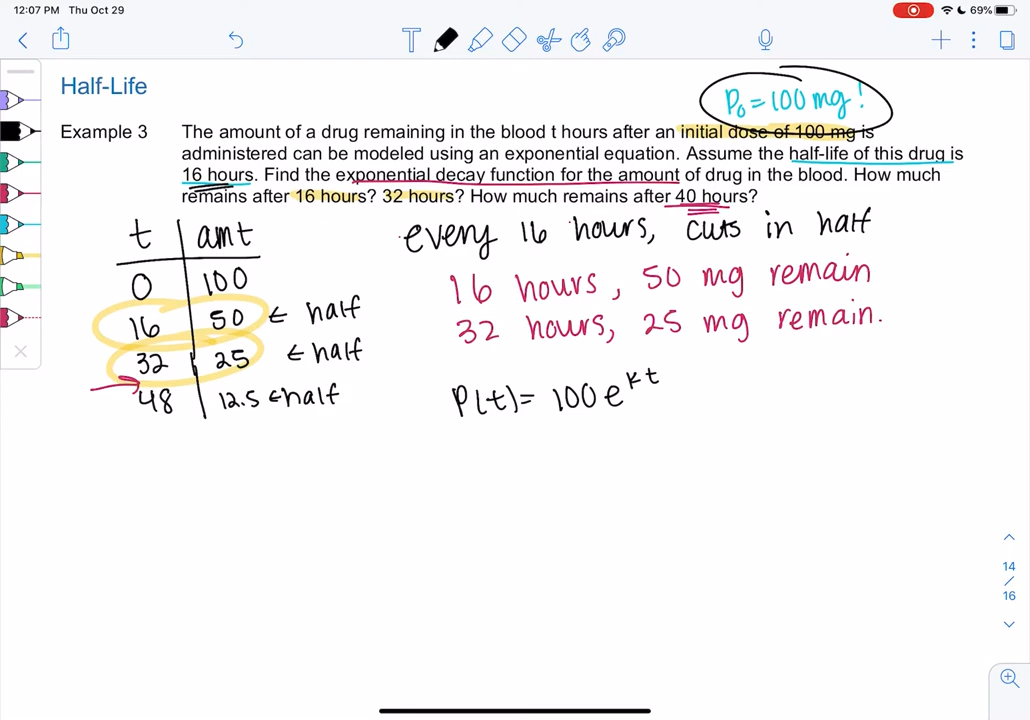 12:07 PM Thu Oct 29
69%
Half-Life
P₀ = 100 mg!
Example 3 The amount of a drug remaining in the blood t hours after an initial dose of 100 mg is
administered can be modeled using an exponential equation. Assume the half-life of this drug is
16 hours. Find the exponential decay function for the amount of drug in the blood. How much
remains after 16 hours? 32 hours? How much remains after 40 hours?
t amt
0 100
16 50 ← half
32 25 ← half
48 12.5 ← half
every 16 hours, cuts in half
16 hours, 50 mg remain
32 hours, 25 mg remain.
P(t) = 100e^{kt}
14
/
16